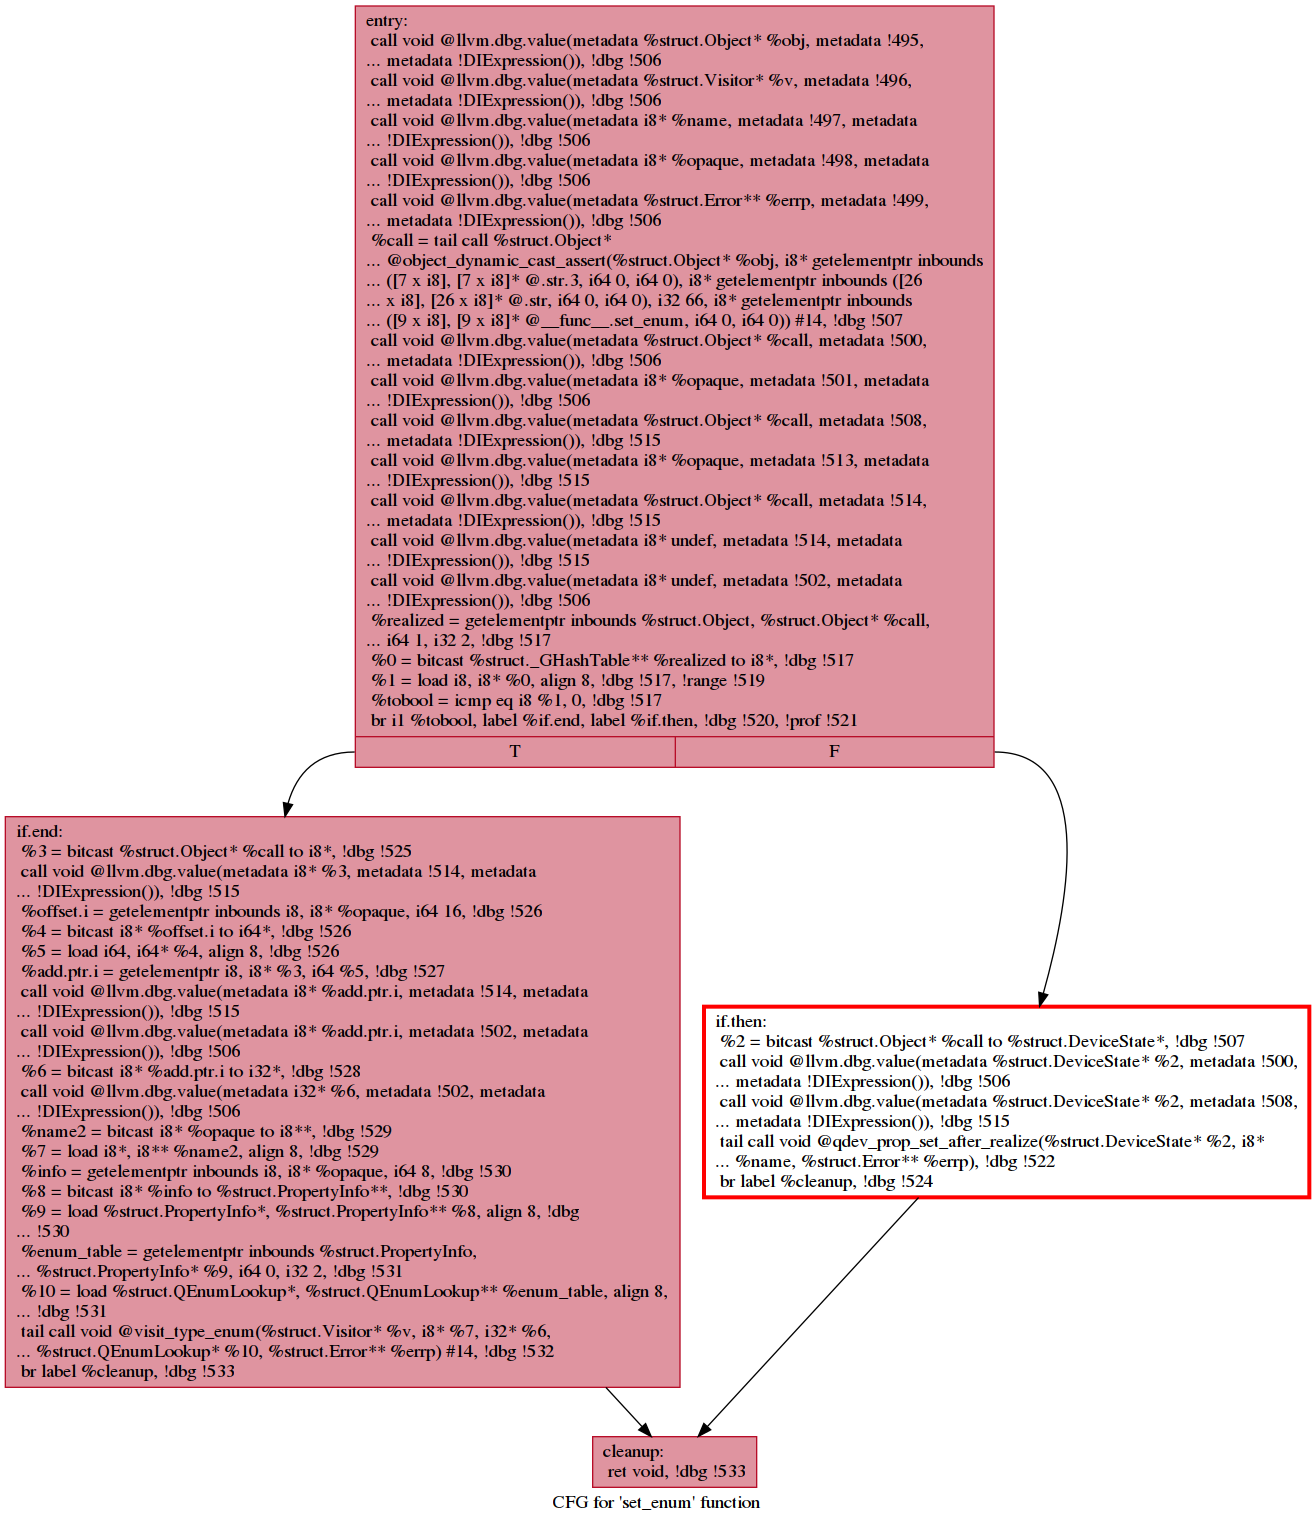 entry:
call void @llvm.dbg.value(metadata %struct.Object* %obj, metadata !495,
... metadata !DIExpression()), !dbg !506
call void @llvm.dbg.value(metadata %struct.Visitor* %v, metadata !496,
... metadata !DIExpression()), !dbg !506
call void @llvm.dbg.value(metadata i8* %name, metadata !497, metadata
... !DIExpression()), !dbg !506
call void @llvm.dbg.value(metadata i8* %opaque, metadata !498, metadata
... !DIExpression()), !dbg !506
call void @llvm.dbg.value(metadata %struct.Error** %errp, metadata !499,
... metadata !DIExpression()), !dbg !506
%call = tail call %struct.Object*
... @object_dynamic_cast_assert(%struct.Object* %obj, i8* getelementptr inbounds
... ([7 x i8], [7 x i8]* @.str.3, i64 0, i64 0), i8* getelementptr inbounds ([26
... x i8], [26 x i8]* @.str, i64 0, i64 0), i32 66, i8* getelementptr inbounds
... ([9 x i8], [9 x i8]* @__func__.set_enum, i64 0, i64 0)) #14, !dbg !507
call void @llvm.dbg.value(metadata %struct.Object* %call, metadata !500,
... metadata !DIExpression()), !dbg !506
call void @llvm.dbg.value(metadata i8* %opaque, metadata !501, metadata
... !DIExpression()), !dbg !506
call void @llvm.dbg.value(metadata %struct.Object* %call, metadata !508,
... metadata !DIExpression()), !dbg !515
call void @llvm.dbg.value(metadata i8* %opaque, metadata !513, metadata
... !DIExpression()), !dbg !515
call void @llvm.dbg.value(metadata %struct.Object* %call, metadata !514,
... metadata !DIExpression()), !dbg !515
call void @llvm.dbg.value(metadata i8* undef, metadata !514, metadata
... !DIExpression()), !dbg !515
call void @llvm.dbg.value(metadata i8* undef, metadata !502, metadata
... !DIExpression()), !dbg !506
%realized = getelementptr inbounds %struct.Object, %struct.Object* %call,
... i64 1, i32 2, !dbg !517
%0 = bitcast %struct._GHashTable** %realized to i8*, !dbg !517
%1 = load i8, i8* %0, align 8, !dbg !517, !range !519
%tobool = icmp eq i8 %1, 0, !dbg !517
br i1 %tobool, label %if.end, label %if.then, !dbg !520, !prof !521
T
F
if.end:
%3 = bitcast %struct.Object* %call to i8*, !dbg !525
call void @llvm.dbg.value(metadata i8* %3, metadata !514, metadata
... !DIExpression()), !dbg !515
%offset.i = getelementptr inbounds i8, i8* %opaque, i64 16, !dbg !526
%4 = bitcast i8* %offset.i to i64*, !dbg !526
%5 = load i64, i64* %4, align 8, !dbg !526
%add.ptr.i = getelementptr i8, i8* %3, i64 %5, !dbg !527
call void @llvm.dbg.value(metadata i8* %add.ptr.i, metadata !514, metadata
... !DIExpression()), !dbg !515
call void @llvm.dbg.value(metadata i8* %add.ptr.i, metadata !502, metadata
... !DIExpression()), !dbg !506
%6 = bitcast i8* %add.ptr.i to i32*, !dbg !528
call void @llvm.dbg.value(metadata i32* %6, metadata !502, metadata
... !DIExpression()), !dbg !506
%name2 = bitcast i8* %opaque to i8**, !dbg !529
%7 = load i8*, i8** %name2, align 8, !dbg !529
%info = getelementptr inbounds i8, i8* %opaque, i64 8, !dbg !530
%8 = bitcast i8* %info to %struct.PropertyInfo**, !dbg !530
%9 = load %struct.PropertyInfo*, %struct.PropertyInfo** %8, align 8, !dbg
... !530
%enum_table = getelementptr inbounds %struct.PropertyInfo,
... %struct.PropertyInfo* %9, i64 0, i32 2, !dbg !531
%10 = load %struct.QEnumLookup*, %struct.QEnumLookup** %enum_table, align 8,
... !dbg !531
tail call void @visit_type_enum(%struct.Visitor* %v, i8* %7, i32* %6,
... %struct.QEnumLookup* %10, %struct.Error** %errp) #14, !dbg !532
br label %cleanup, !dbg !533
if.then:
%2 = bitcast %struct.Object* %call to %struct.DeviceState*, !dbg !507
call void @llvm.dbg.value(metadata %struct.DeviceState* %2, metadata !500,
... metadata !DIExpression()), !dbg !506
call void @llvm.dbg.value(metadata %struct.DeviceState* %2, metadata !508,
... metadata !DIExpression()), !dbg !515
tail call void @qdev_prop_set_after_realize(%struct.DeviceState* %2, i8*
... %name, %struct.Error** %errp), !dbg !522
br label %cleanup, !dbg !524
cleanup:
ret void, !dbg !533
CFG for 'set_enum' function